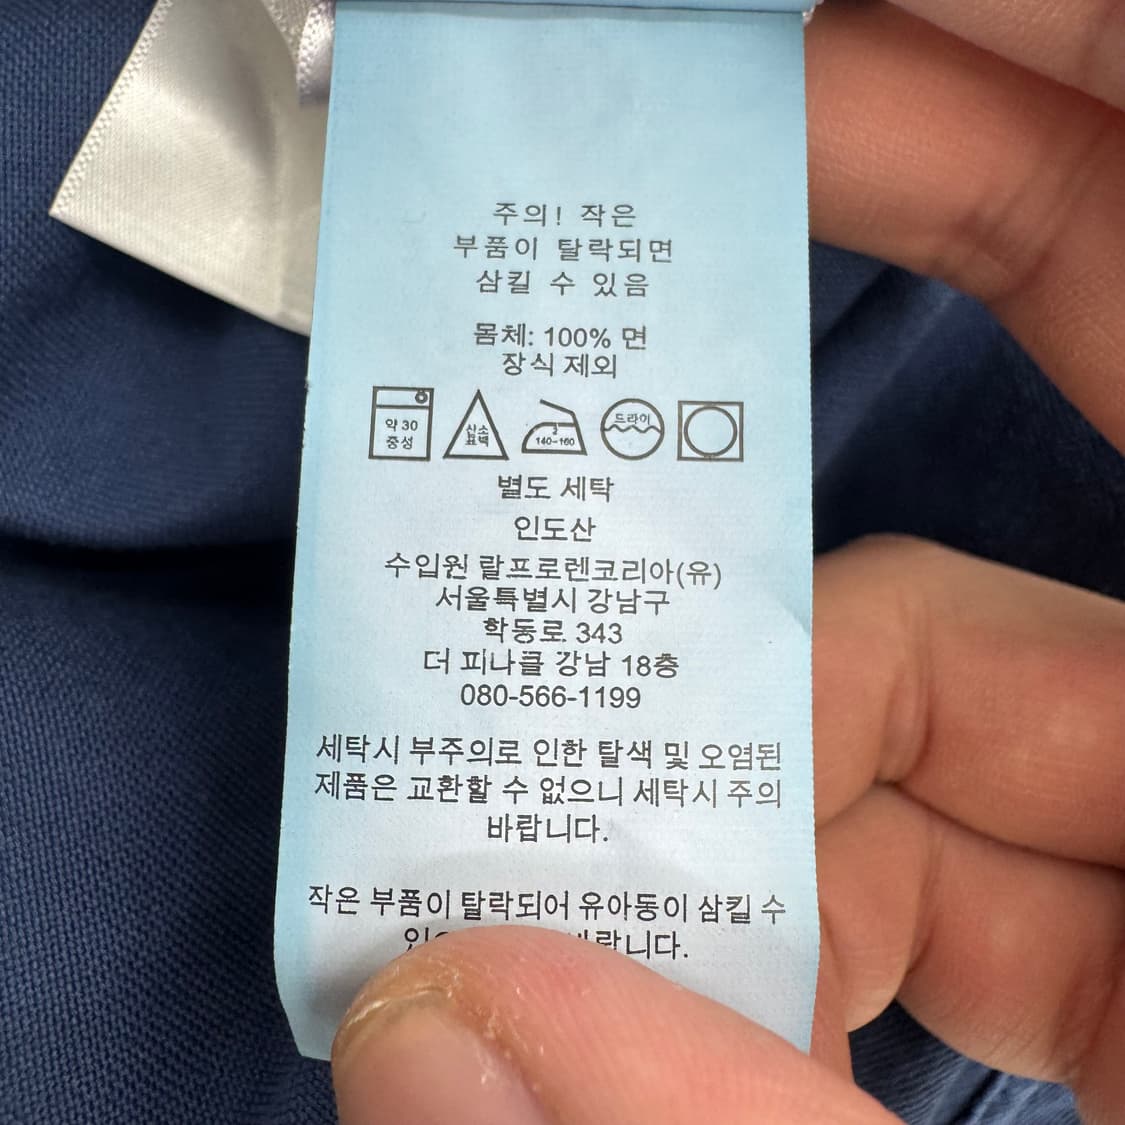 주의! 작은
부품이 탈락되면
삼킬 수 있음
몸체: 100% 면
장식 제외
약 30
중성
산소
표백
2
140~160
드라이
별도 세탁
인도산
수입원 랄프로렌코리아(유)
서울특별시 강남구
학동로 343
더 피나클 강남 18층
080-566-1199
세탁시 부주의로 인한 탈색 및 오염된
제품은 교환할 수 없으니 세탁시 주의
바랍니다.
작은 부품이 탈락되어 유아동이 삼킬 수
바랍니다.